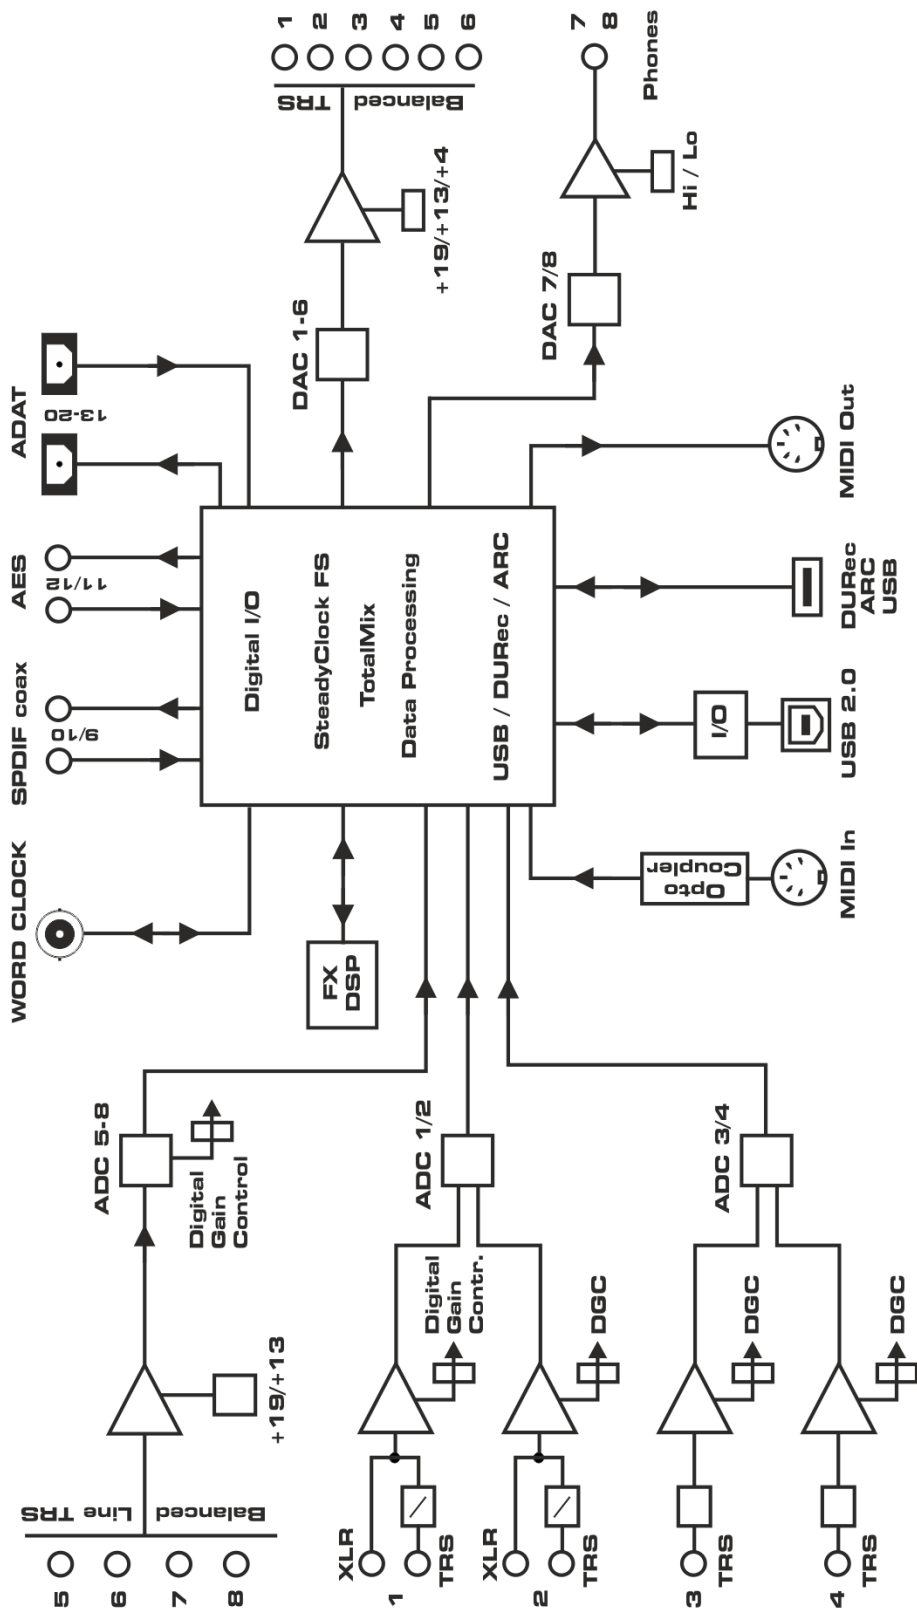 WORD CLOCK
SPDIF coax
9/10
AES
11/12
ADAT
13-20
Digital I/O
SteadyClock FS
TotalMix
Data Processing
USB / DURec / ARC
FX
DSP
5
6
7
8
Balanced
Line TRS
+19/+13
ADC 5-8
Digital
Gain
Control
XLR
1
TRS
Digital
Gain
Contr.
XLR
2
TRS
DGC
ADC 1/2
3
TRS
DGC
4
TRS
DGC
ADC 3/4
DAC 1-6
+19/+13/+4
TRS
Balanced
1
2
3
4
5
6
DAC 7/8
Hi / Lo
7
8
Phones
MIDI In
Opto
Coupler
USB 2.0
I/O
DURec
ARC
USB
MIDI Out